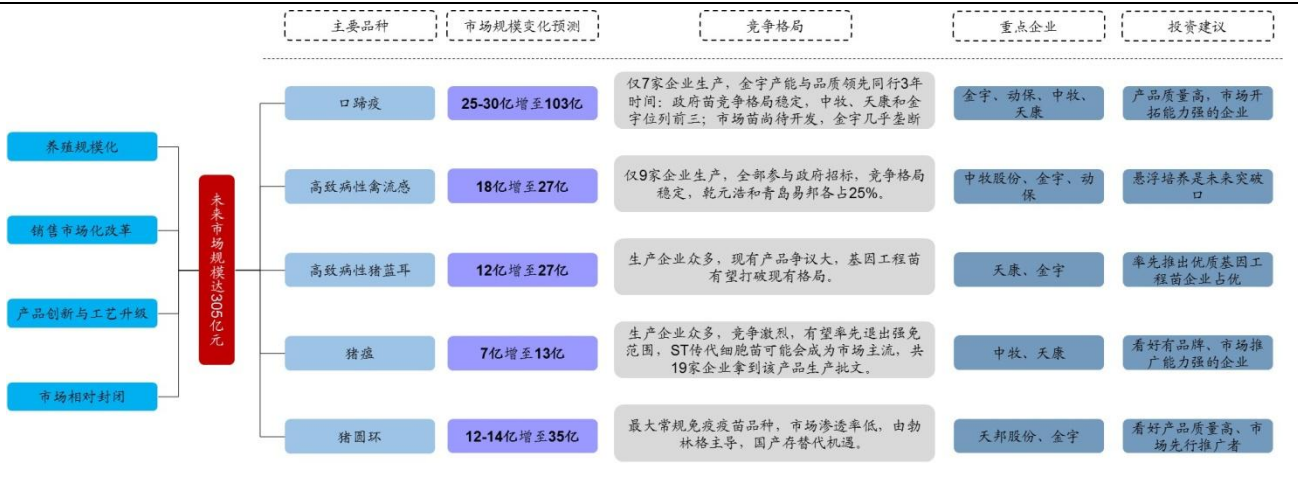 主要品种
市场规模变化预测
竞争格局
重点企业
投资建议
养殖规模化
销售市场化改革
产品创新与工艺升级
市场相对封闭
未来市场规模达305亿元
口蹄疫
25-30亿增至103亿
仅7家企业生产，金宇产能与品质领先同行3年
时间；政府苗竞争格局稳定，中牧、天康和金
宇位列前三；市场苗尚待开发，金宇几乎垄断
金宇、动保、中牧、
天康
产品质量高，市场开
拓能力强的企业
高致病性禽流感
18亿增至27亿
仅9家企业生产，全部参与政府招标，竞争格局
稳定，乾元浩和青岛易邦各占25%。
中牧股份、金宇、动
保
悬浮培养是未来突破
口
高致病性猪蓝耳
12亿增至27亿
生产企业众多，现有产品争议大，基因工程苗
有望打破现有格局。
天康、金宇
率先推出优质基因工
程苗企业占优
猪瘟
7亿增至13亿
生产企业众多，竞争激烈，有望率先退出强免
范围，ST传代细胞苗可能会成为市场主流，共
19家企业拿到该产品生产批文。
中牧、天康
看好有品牌、市场推
广能力强的企业
猪圆环
12-14亿增至35亿
最大常规免疫疫苗品种，市场渗透率低，由勃
林格主导，国产存替代机遇。
天邦股份、金宇
看好产品质量高、市
场先行推广者